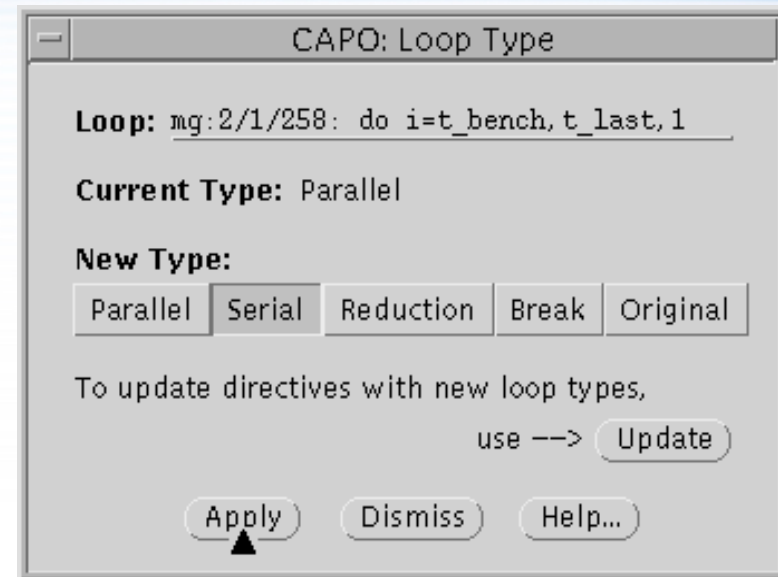 CAPO: Loop Type
Loop: mg:2/1/258: do i=t_bench, t_last, 1
Current Type: Parallel
New Type:
Parallel Serial Reduction Break Original
To update directives with new loop types,
use --> Update
Apply Dismiss Help...